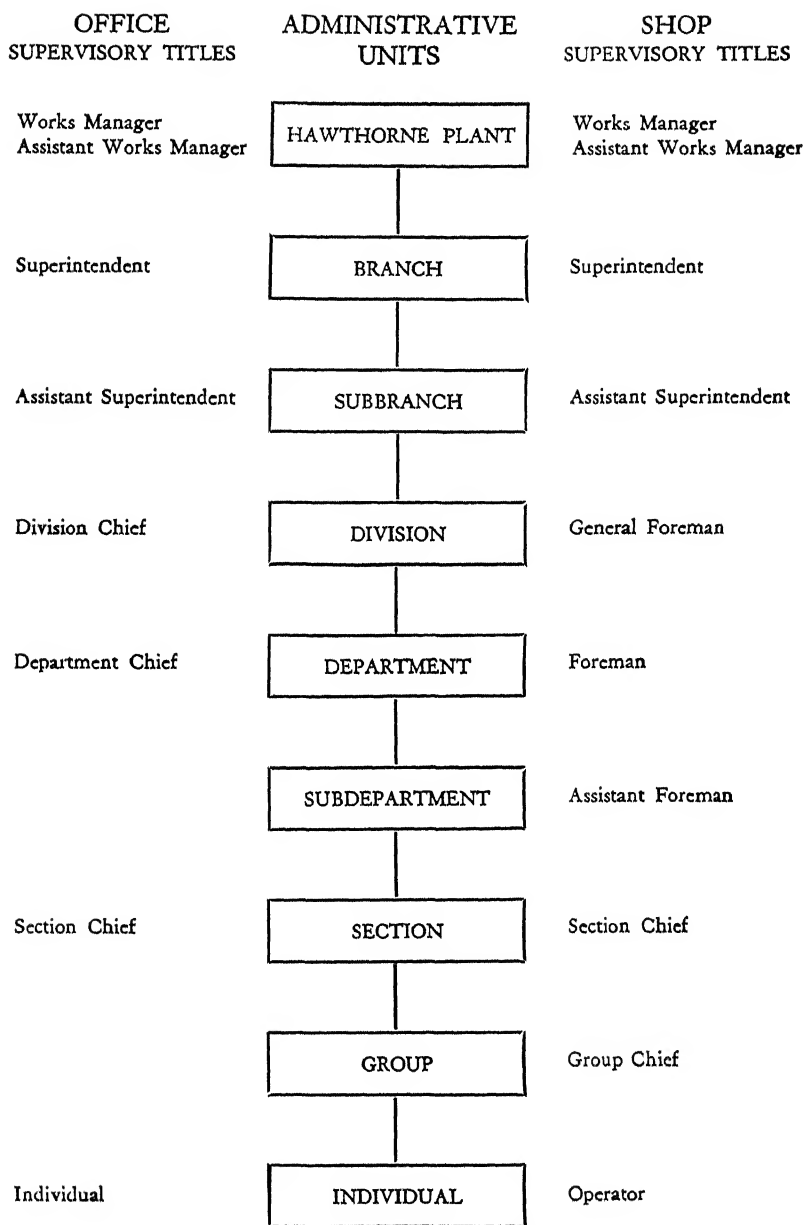 OFFICE
SUPERVISORY TITLES
ADMINISTRATIVE
UNITS
SHOP
SUPERVISORY TITLES
Works Manager
Assistant Works Manager
HAWTHORNE PLANT
Works Manager
Assistant Works Manager
Superintendent
BRANCH
Superintendent
Assistant Superintendent
SUBBRANCH
Assistant Superintendent
Division Chief
DIVISION
General Foreman
Department Chief
DEPARTMENT
Foreman
SUBDEPARTMENT
Assistant Foreman
Section Chief
SECTION
Section Chief
GROUP
Group Chief
Individual
INDIVIDUAL
Operator